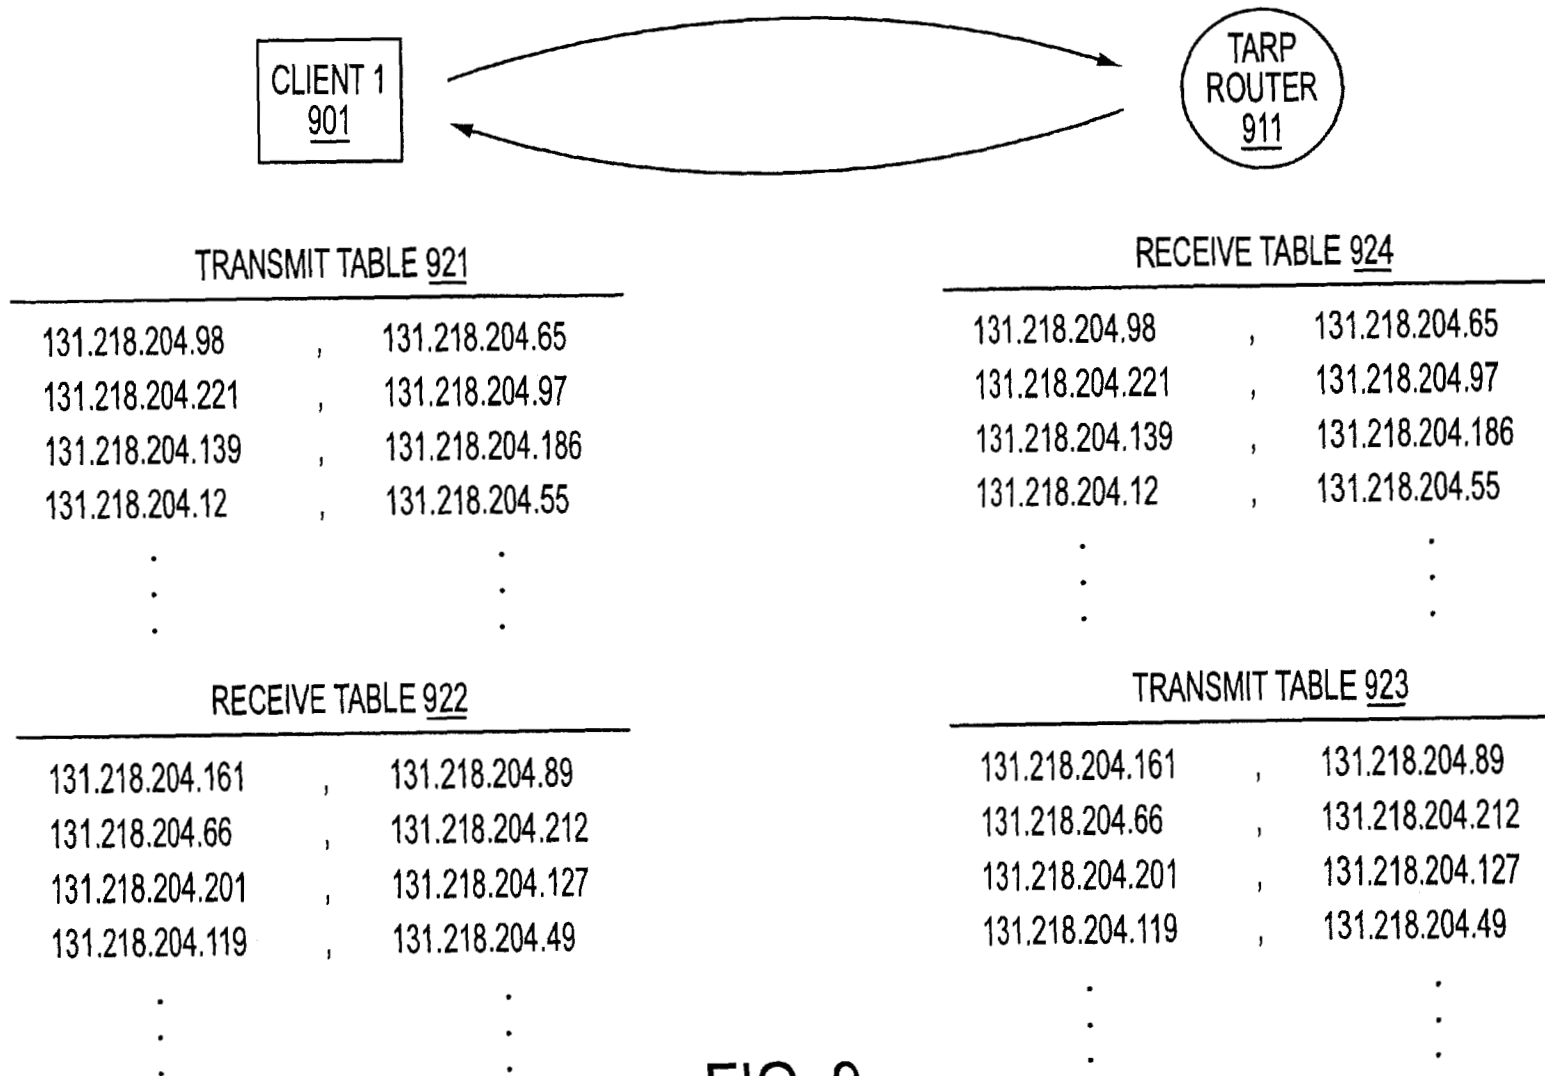 CLIENT 1
901
TARP
ROUTER
911
TRANSMIT TABLE 921
131.218.204.98 , 131.218.204.65
131.218.204.221 , 131.218.204.97
131.218.204.139 , 131.218.204.186
131.218.204.12 , 131.218.204.55
RECEIVE TABLE 924
131.218.204.98 , 131.218.204.65
131.218.204.221 , 131.218.204.97
131.218.204.139 , 131.218.204.186
131.218.204.12 , 131.218.204.55
RECEIVE TABLE 922
131.218.204.161 , 131.218.204.89
131.218.204.66 , 131.218.204.212
131.218.204.201 , 131.218.204.127
131.218.204.119 , 131.218.204.49
TRANSMIT TABLE 923
131.218.204.161 , 131.218.204.89
131.218.204.66 , 131.218.204.212
131.218.204.201 , 131.218.204.127
131.218.204.119 , 131.218.204.49